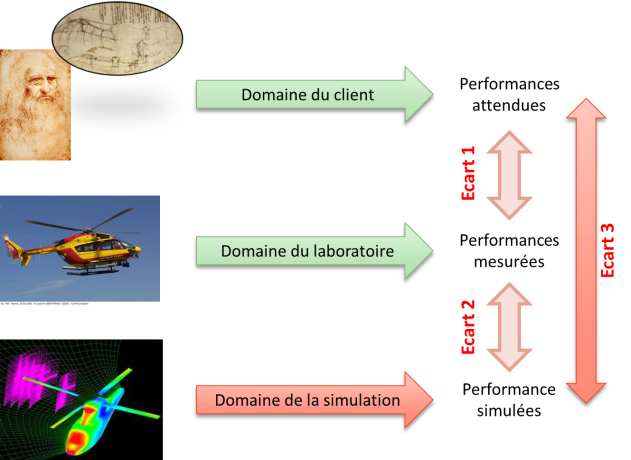 Domaine du client
Performances
attendues
Ecart 1
Domaine du laboratoire
Performances
mesurées
Ecart 3
Ecart 2
Domaine de la simulation
Performance
simulées